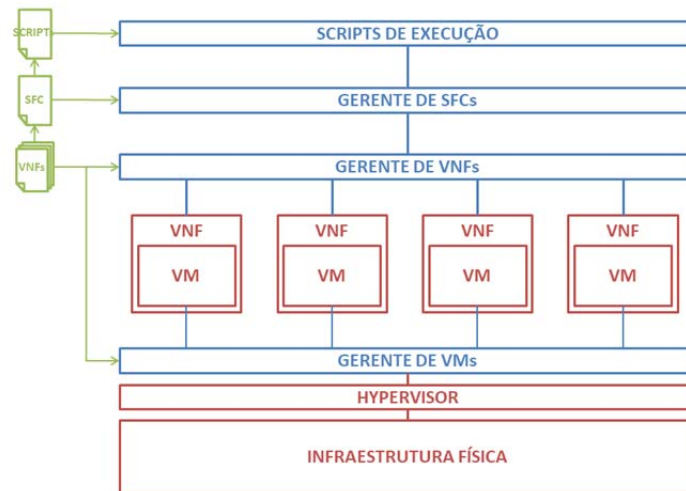 SCRIPT
SCRIPTS DE EXECUÇÃO
SFC
GERENTE DE SFCs
VNFs
GERENTE DE VNFs
VNF VNF VNF VNF
VM VM VM VM
GERENTE DE VMs
HYPERVISOR
INFRAESTRUTURA FÍSICA